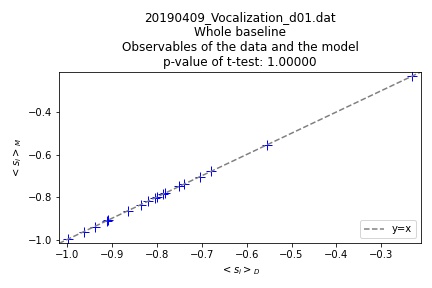 20190409_Vocalization_d01.dat
Whole baseline
Observables of the data and the model
p-value of t-test: 1.00000
< s_i >_M
−0.4
−0.6
−0.8
−1.0
y=x
−1.0 −0.9 −0.8 −0.7 −0.6 −0.5 −0.4 −0.3
< s_i >_D